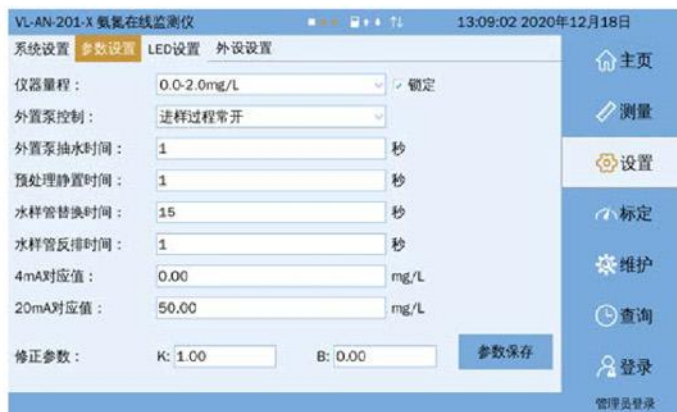 VL-AN-201-X 氨氮在线监测仪 13:09:02 2020年12月18日
系统设置 参数设置 LED设置 外设设置
仪器量程： 0.0-2.0mg/L 锁定
外置泵控制： 进样过程常开
外置泵抽水时间： 1 秒
预处理静置时间： 1 秒
水样管替换时间： 15 秒
水样管反排时间： 1 秒
4mA对应值： 0.00 mg/L
20mA对应值： 50.00 mg/L
修正参数： K: 1.00 B: 0.00 参数保存
主页
测量
设置
标定
维护
查询
登录
管理员登录